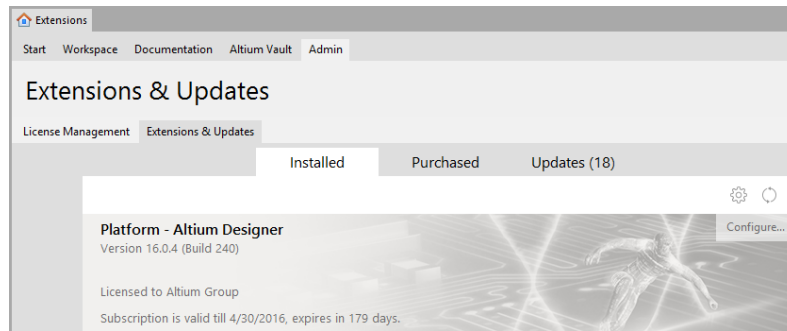 Extensions
Start Workspace Documentation Altium Vault Admin
Extensions & Updates
License Management Extensions & Updates
Installed Purchased Updates (18)
Platform - Altium Designer Configure...
Version 16.0.4 (Build 240)
Licensed to Altium Group
Subscription is valid till 4/30/2016, expires in 179 days.